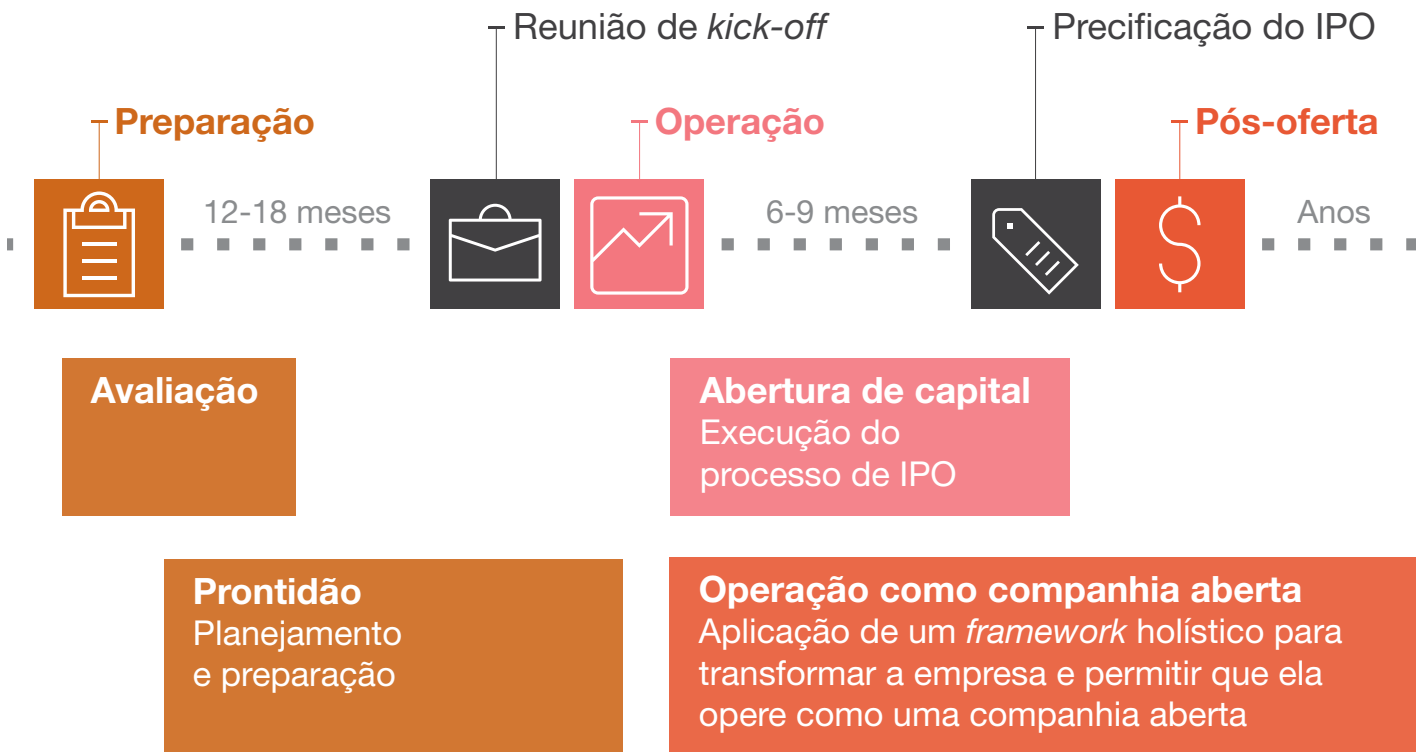 Reunião de kick-off
Precificação do IPO
Preparação
Operação
Pós-oferta
12-18 meses
6-9 meses
Anos
Avaliação
Abertura de capital
Execução do
processo de IPO
Prontidão
Planejamento
e preparação
Operação como companhia aberta
Aplicação de um framework holístico para
transformar a empresa e permitir que ela
opere como uma companhia aberta